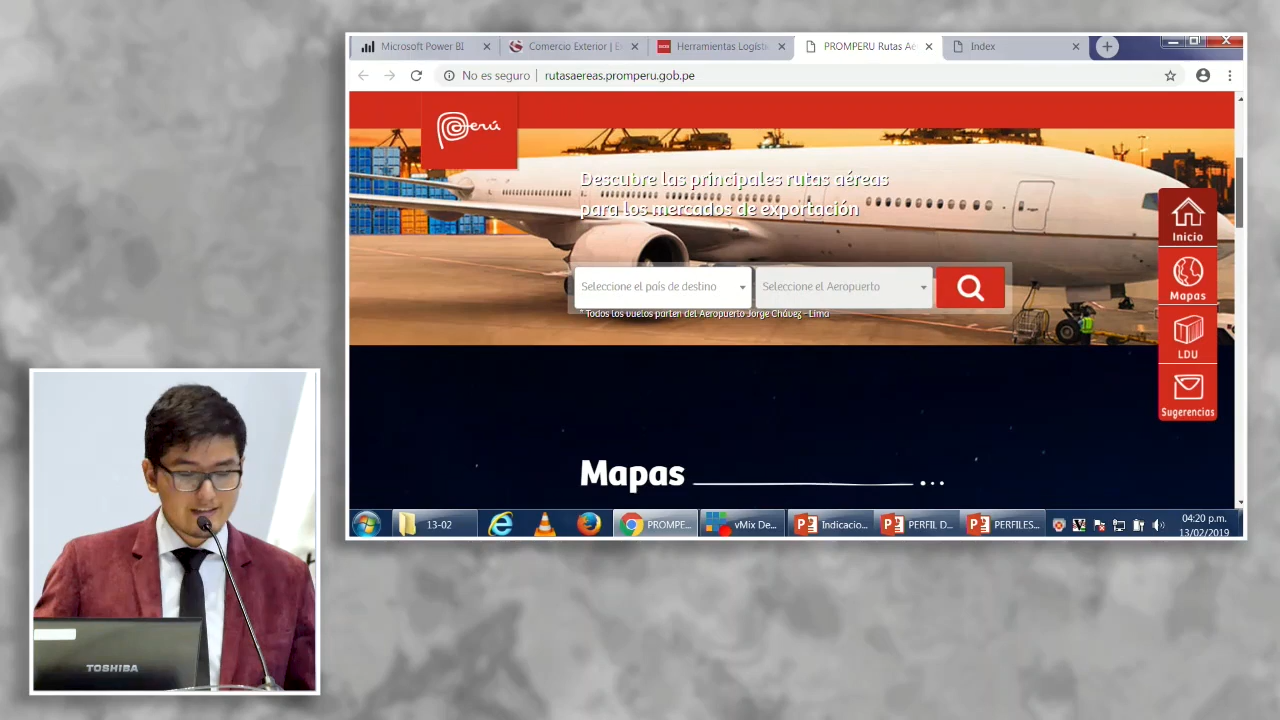 Microsoft Power BI
Comercio Exterior | E
Herramientas Logísti
PROMPERU Rutas Aé
Index
No es seguro
rutasaereas.promperu.gob.pe
Perú
Descubre las principales rutas aéreas
para los mercados de exportación
Seleccione el país de destino
Seleccione el Aeropuerto
* Todos los vuelos parten del Aeropuerto Jorge Chávez - Lima
Inicio
Mapas
LDU
Sugerencias
Mapas ...
13-02
PROMPE...
vMix De...
Indicacio...
PERFIL D...
PERFILES...
04:20 p.m.
13/02/2019
TOSHIBA